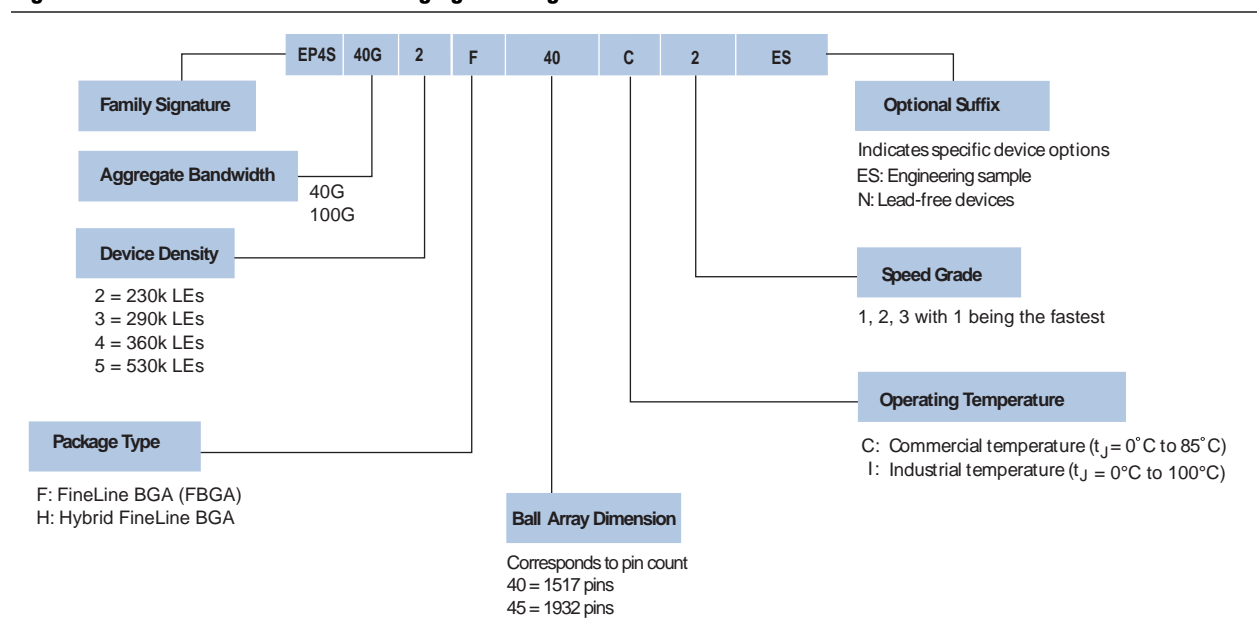 EP4S 40G 2 F 40 C 2 ES
Family Signature
Optional Suffix
Indicates specific device options
ES: Engineering sample
N: Lead-free devices
Aggregate Bandwidth
40G
100G
Device Density
2 = 230k LEs
3 = 290k LEs
4 = 360k LEs
5 = 530k LEs
Speed Grade
1, 2, 3 with 1 being the fastest
Operating Temperature
C: Commercial temperature (tJ = 0°C to 85°C)
I: Industrial temperature (tJ = 0°C to 100°C)
Package Type
F: FineLine BGA (FBGA)
H: Hybrid FineLine BGA
Ball Array Dimension
Corresponds to pin count
40 = 1517 pins
45 = 1932 pins